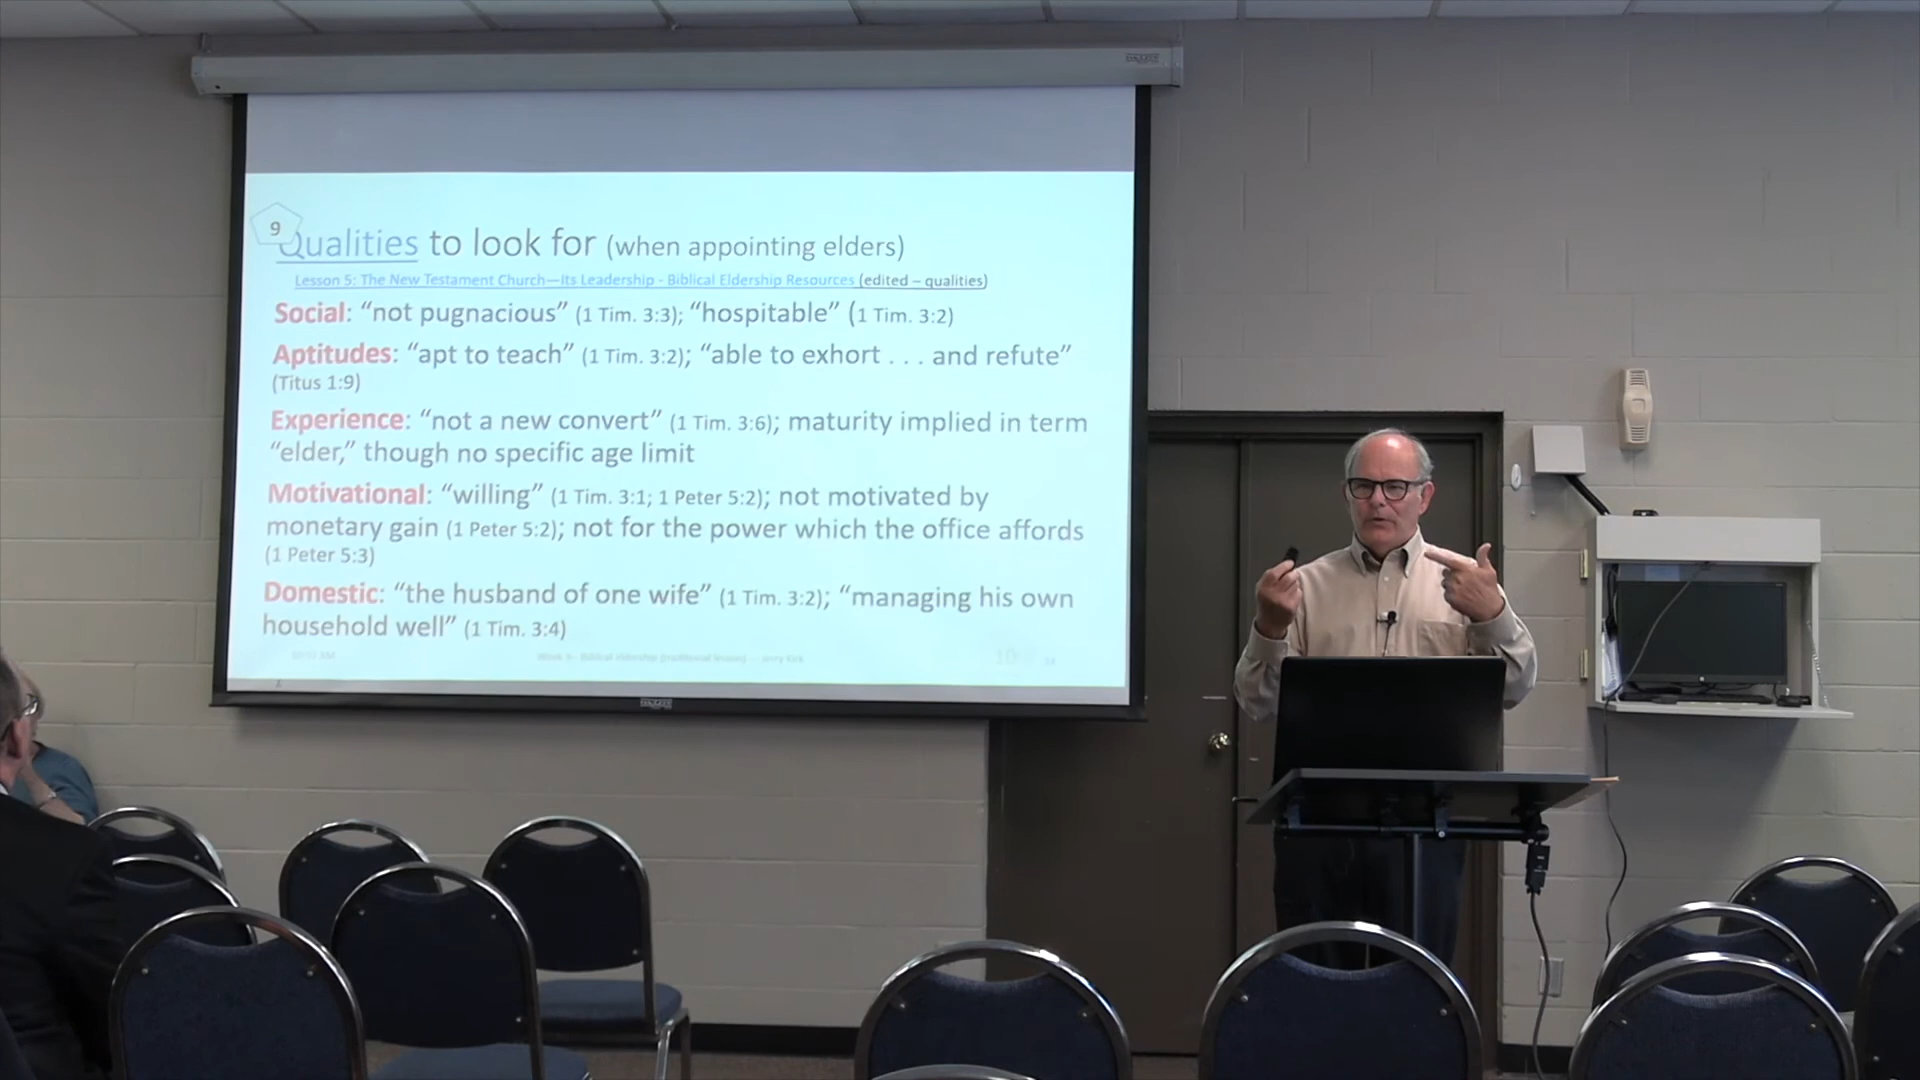 9
Qualities to look for (when appointing elders)
Lesson 5: The New Testament Church—Its Leadership - Biblical Eldership Resources (edited – qualities)
Social: “not pugnacious” (1 Tim. 3:3); “hospitable” (1 Tim. 3:2)
Aptitudes: “apt to teach” (1 Tim. 3:2); “able to exhort . . . and refute”
(Titus 1:9)
Experience: “not a new convert” (1 Tim. 3:6); maturity implied in term
“elder,” though no specific age limit
Motivational: “willing” (1 Tim. 3:1; 1 Peter 5:2); not motivated by
monetary gain (1 Peter 5:2); not for the power which the office affords
(1 Peter 5:3)
Domestic: “the husband of one wife” (1 Tim. 3:2); “managing his own
household well” (1 Tim. 3:4)
10